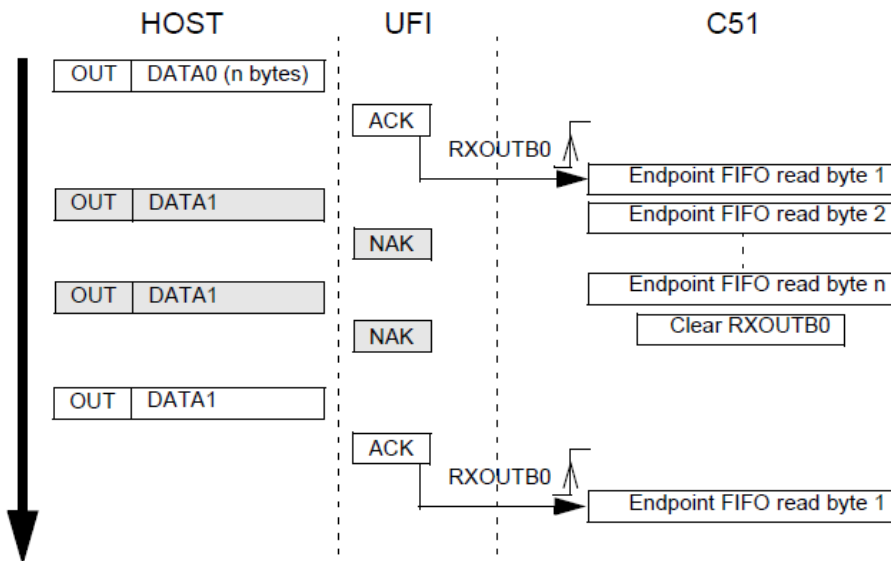 HOST UFI C51
OUT DATA0 (n bytes)
ACK
RXOUTB0
Endpoint FIFO read byte 1
OUT DATA1
Endpoint FIFO read byte 2
NAK
OUT DATA1
Endpoint FIFO read byte n
NAK
Clear RXOUTB0
OUT DATA1
ACK
RXOUTB0
Endpoint FIFO read byte 1